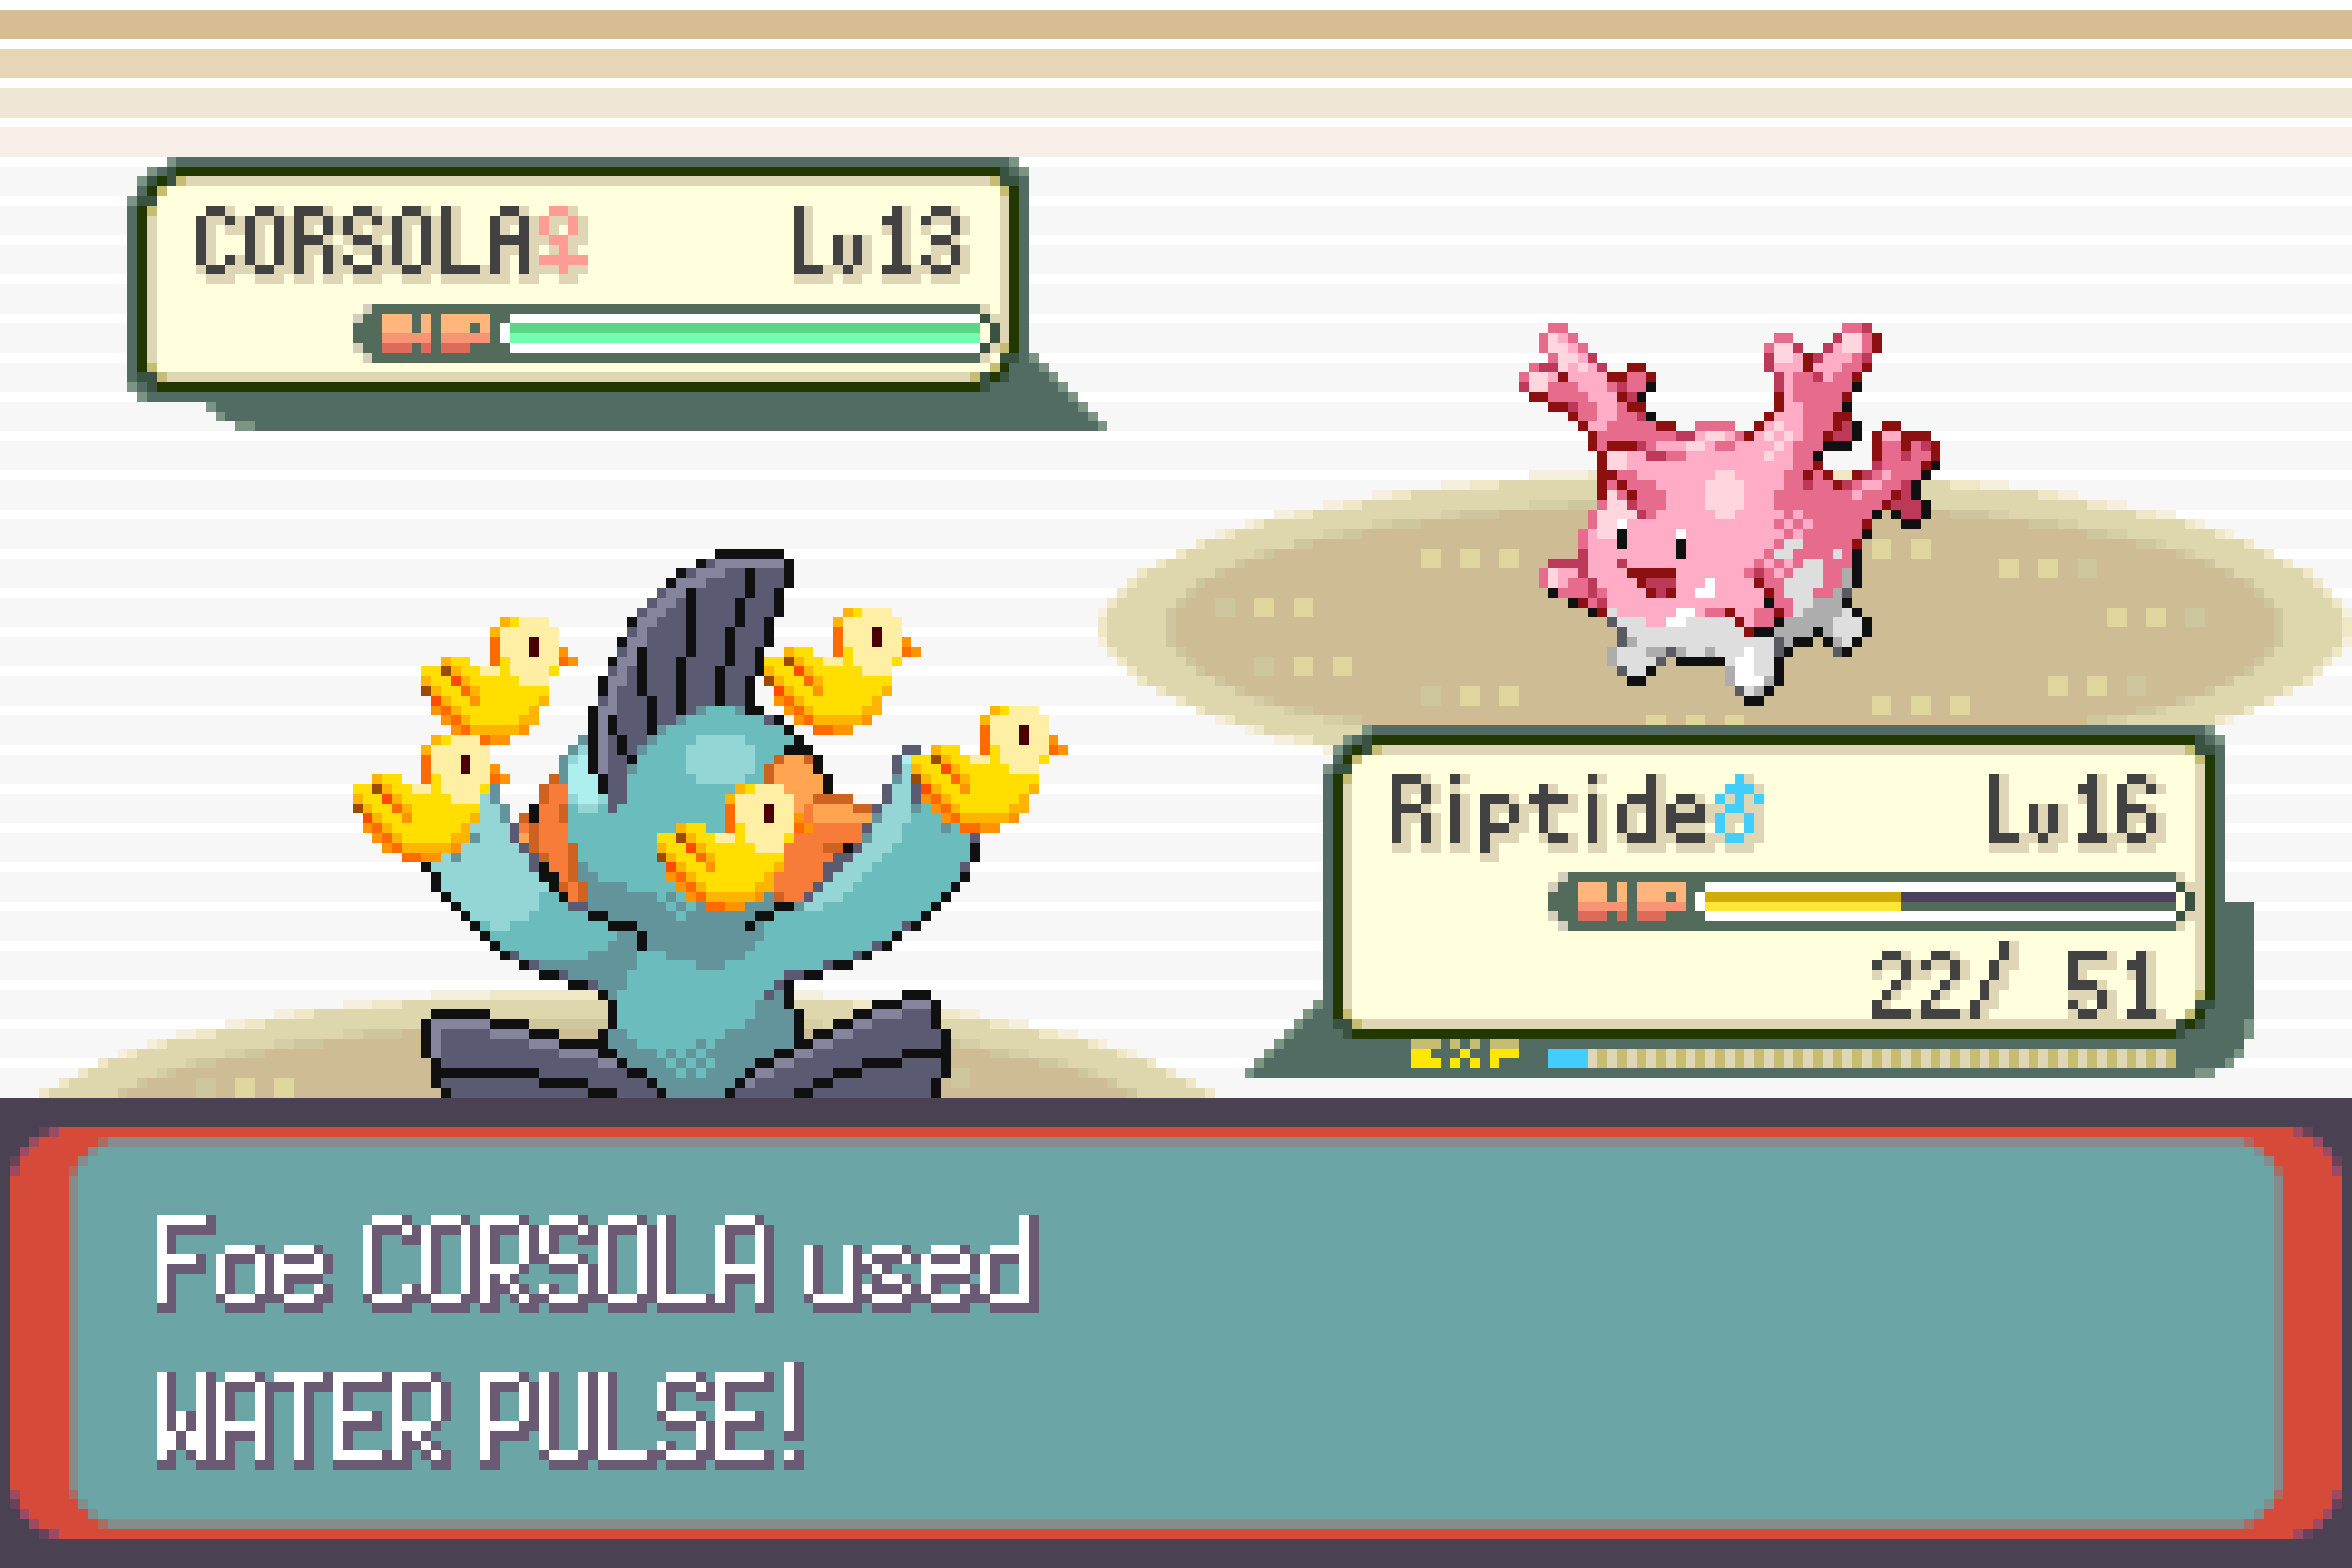 CORSOLA♀ Lv13
HP
Riptide♂ Lv16
HP
22/ 51
EXP
Foe CORSOLA used
WATER PULSE!